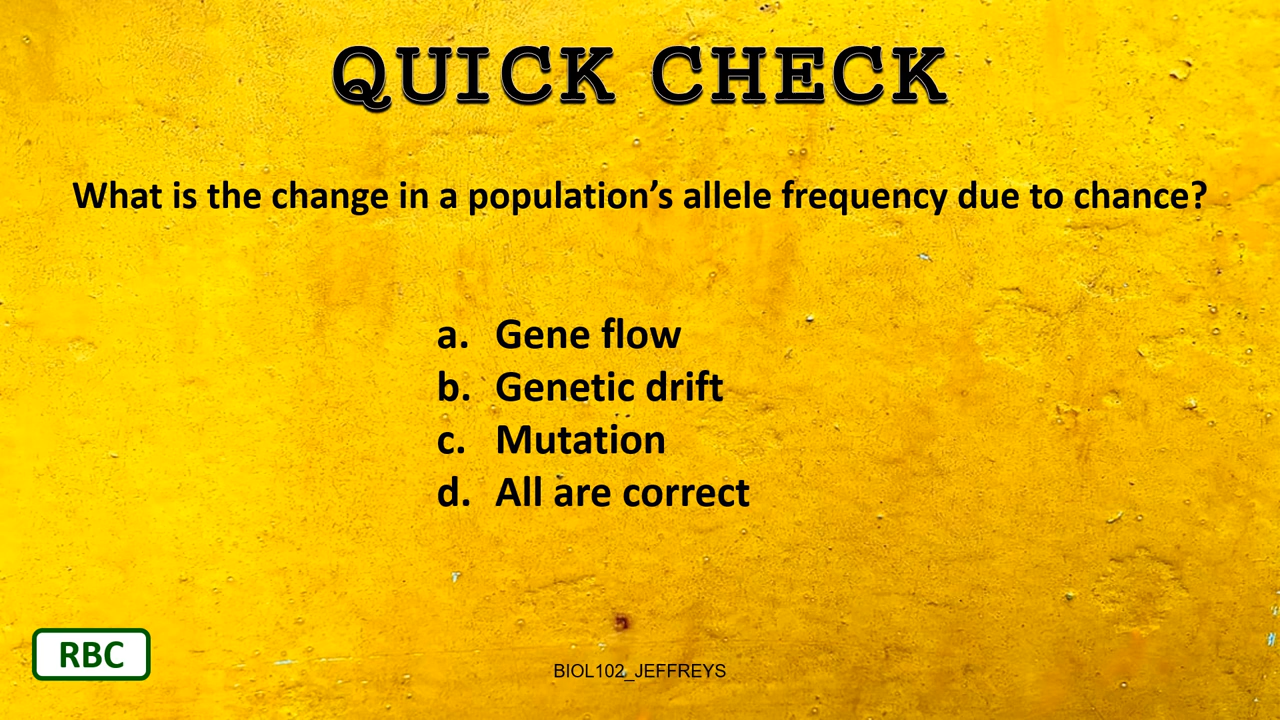 QUICK CHECK
What is the change in a population’s allele frequency due to chance?
a. Gene flow
b. Genetic drift
c. Mutation
d. All are correct
RBC
BIOL102_JEFFREYS